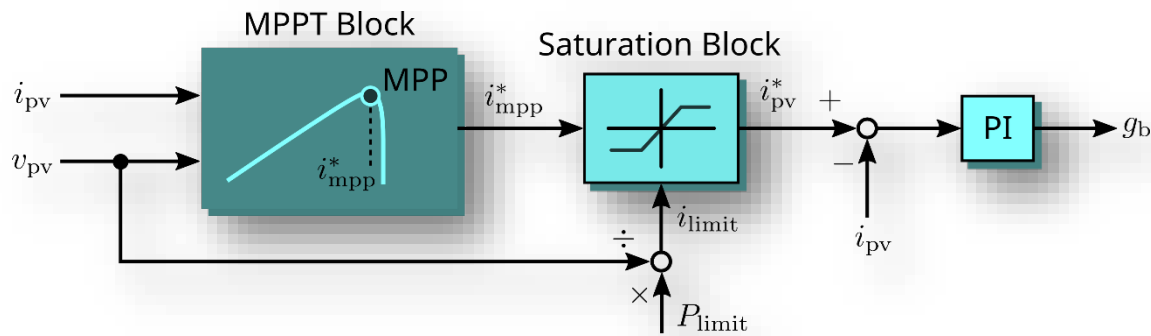 MPPT Block
Saturation Block
MPP
i_pv
v_pv
i*_mpp
i*_mpp
i*_pv
+
−
PI
g_b
i_limit
i_pv
÷
×
P_limit